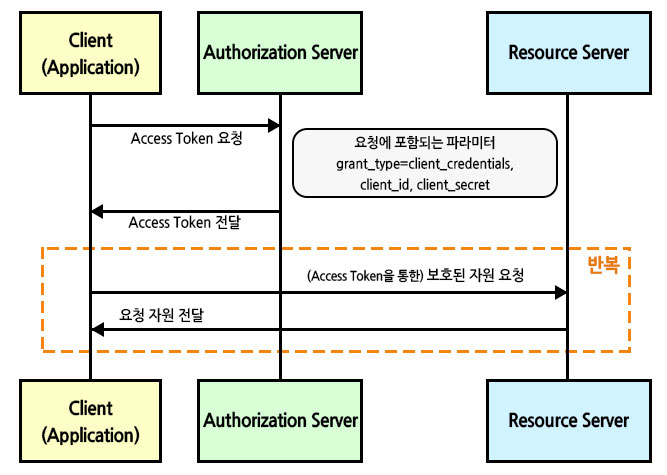 Client
(Application)
Authorization Server
Resource Server
Access Token 요청
요청에 포함되는 파라미터
grant_type=client_credentials,
client_id, client_secret
Access Token 전달
반복
(Access Token을 통한) 보호된 자원 요청
요청 자원 전달
Client
(Application)
Authorization Server
Resource Server